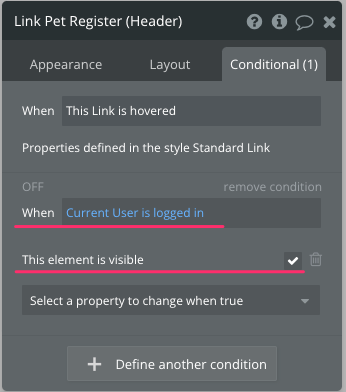 Link Pet Register (Header)
Appearance
Layout
Conditional (1)
When This Link is hovered
Properties defined in the style Standard Link
OFF
remove condition
When Current User is logged in
This element is visible
Select a property to change when true
Define another condition